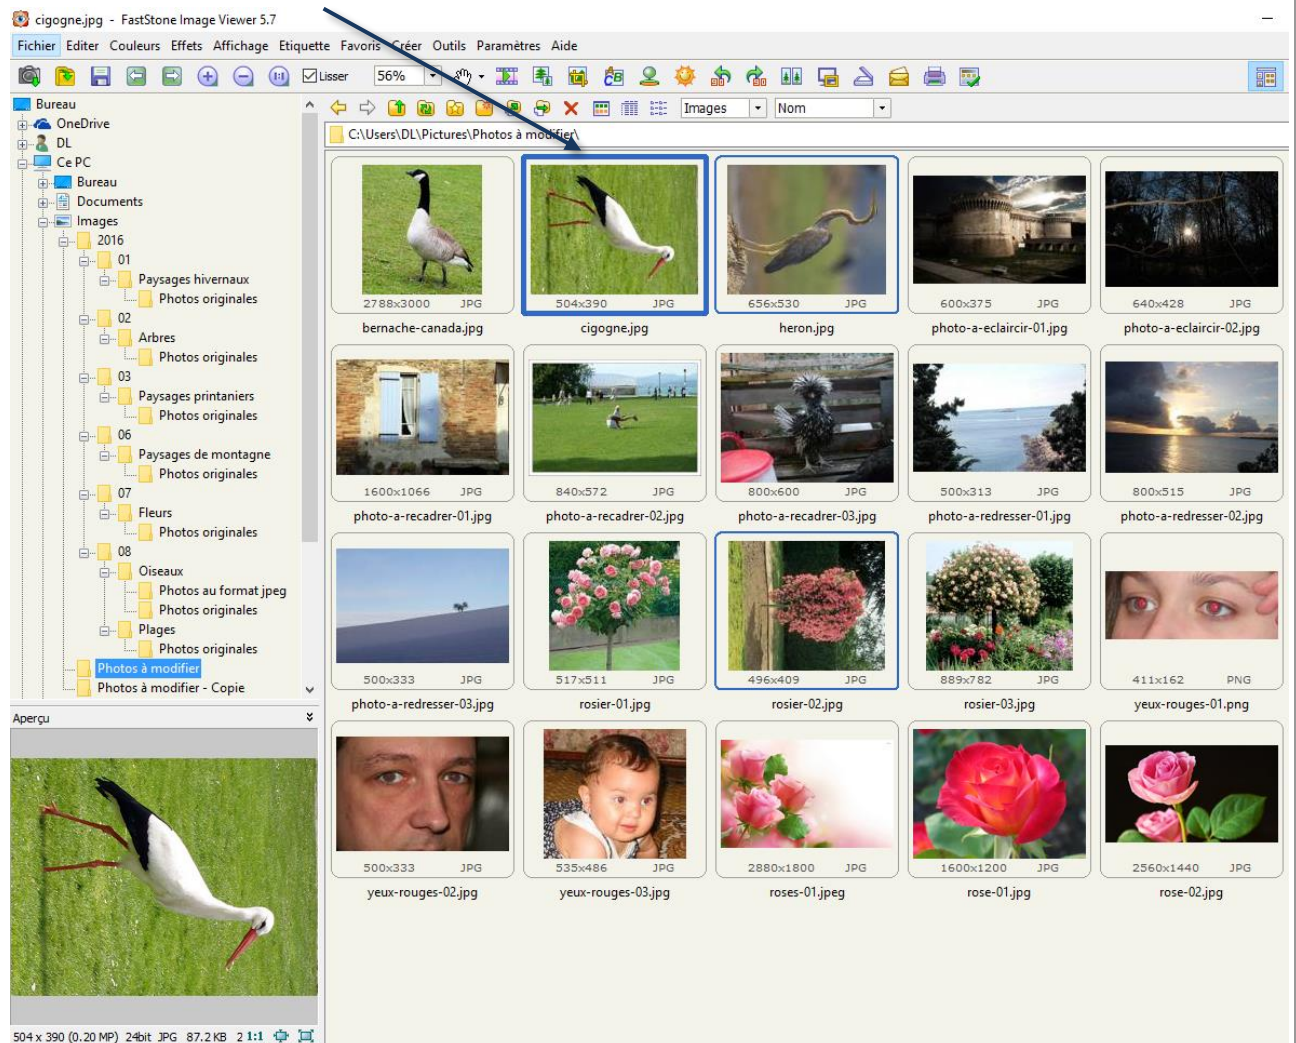 cigogne.jpg - FastStone Image Viewer 5.7
Fichier Editer Couleurs Effets Affichage Etiquette Favoris Créer Outils Paramètres Aide
Lisser 56%
Images Nom
C:\Users\DL\Pictures\Photos à modifier\
Bureau
OneDrive
DL
Ce PC
Bureau
Documents
Images
2016
01
Paysages hivernaux
Photos originales
02
Arbres
Photos originales
03
Paysages printaniers
Photos originales
06
Paysages de montagne
Photos originales
07
Fleurs
Photos originales
08
Oiseaux
Photos au format jpeg
Photos originales
Plages
Photos originales
Photos à modifier
Photos à modifier - Copie
Aperçu
504 x 390 (0.20 MP) 24bit JPG 87.2 KB 2 1:1
2788x3000 JPG 504x390 JPG 656x530 JPG 600x375 JPG 640x428 JPG
bernache-canada.jpg cigogne.jpg heron.jpg photo-a-eclaircir-01.jpg photo-a-eclaircir-02.jpg
1600x1066 JPG 840x572 JPG 800x600 JPG 500x313 JPG 800x515 JPG
photo-a-recadrer-01.jpg photo-a-recadrer-02.jpg photo-a-recadrer-03.jpg photo-a-redresser-01.jpg photo-a-redresser-02.jpg
500x333 JPG 517x511 JPG 496x409 JPG 889x782 JPG 411x162 PNG
photo-a-redresser-03.jpg rosier-01.jpg rosier-02.jpg rosier-03.jpg yeux-rouges-01.png
500x333 JPG 535x486 JPG 2880x1800 JPG 1600x1200 JPG 2560x1440 JPG
yeux-rouges-02.jpg yeux-rouges-03.jpg roses-01.jpeg rose-01.jpg rose-02.jpg